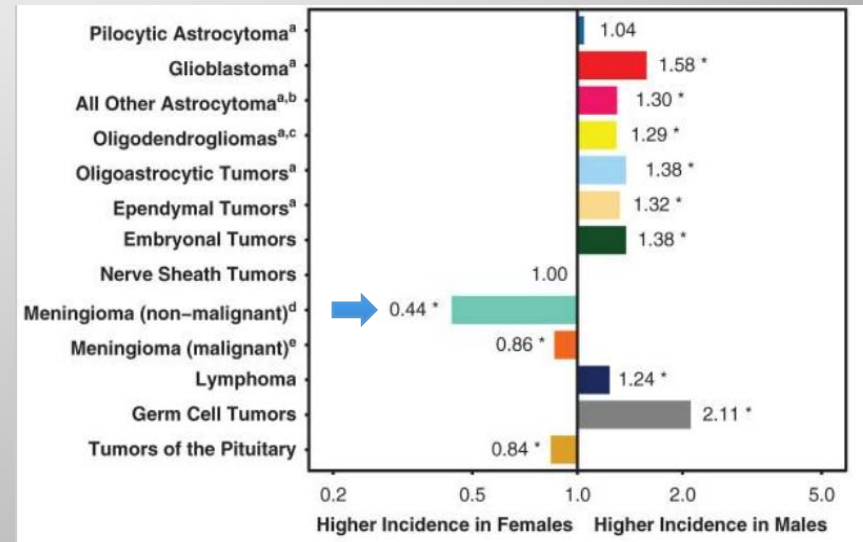 Pilocytic Astrocytomaᵃ 1.04
Glioblastomaᵃ 1.58 *
All Other Astrocytomaᵃ,ᵇ 1.30 *
Oligodendrogliomasᵃ,ᶜ 1.29 *
Oligoastrocytic Tumorsᵃ 1.38 *
Ependymal Tumorsᵃ 1.32 *
Embryonal Tumors 1.38 *
Nerve Sheath Tumors 1.00
Meningioma (non−malignant)ᵈ 0.44 *
Meningioma (malignant)ᵉ 0.86 *
Lymphoma 1.24 *
Germ Cell Tumors 2.11 *
Tumors of the Pituitary 0.84 *
0.2 0.5 1.0 2.0 5.0
Higher Incidence in Females Higher Incidence in Males